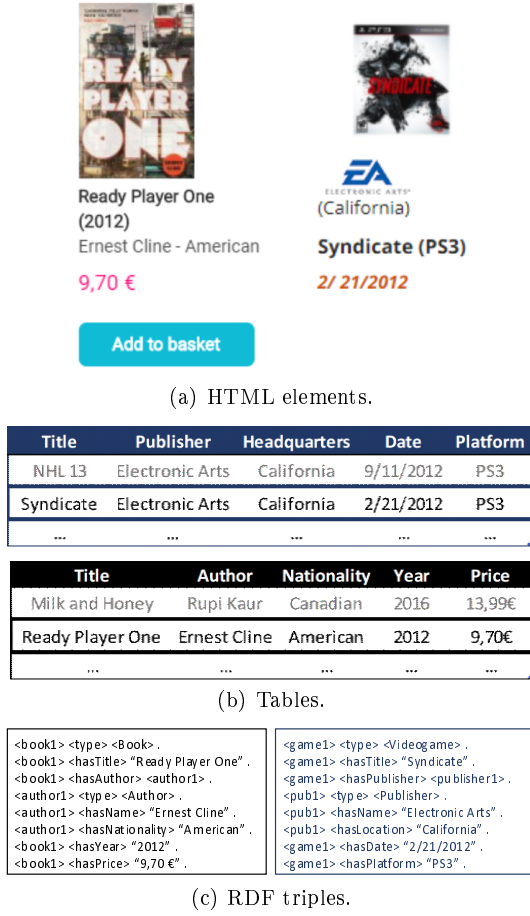 READY
PLAYER
ONE
Ready Player One
(2012)
Ernest Cline - American
9,70 €
Add to basket
PS3
SYNDICATE
EA
ELECTRONIC ARTS
(California)
Syndicate (PS3)
2/ 21/2012
(a) HTML elements.
Title Publisher Headquarters Date Platform
NHL 13 Electronic Arts California 9/11/2012 PS3
Syndicate Electronic Arts California 2/21/2012 PS3
... ... ... ... ...
Title Author Nationality Year Price
Milk and Honey Rupi Kaur Canadian 2016 13,99€
Ready Player One Ernest Cline American 2012 9,70€
... ... ... ... ...
(b) Tables.
<book1> <type> <Book> .
<book1> <hasTitle> “Ready Player One” .
<book1> <hasAuthor> <author1> .
<author1> <type> <Author> .
<author1> <hasName> “Ernest Cline” .
<author1> <hasNationality> “American” .
<book1> <hasYear> “2012” .
<book1> <hasPrice> “9,70 €” .
<game1> <type> <Videogame> .
<game1> <hasTitle> “Syndicate” .
<game1> <hasPublisher> <publisher1> .
<pub1> <type> <Publisher> .
<pub1> <hasName> “Electronic Arts” .
<pub1> <hasLocation> “California” .
<game1> <hasDate> “2/21/2012” .
<game1> <hasPlatform> “PS3” .
(c) RDF triples.